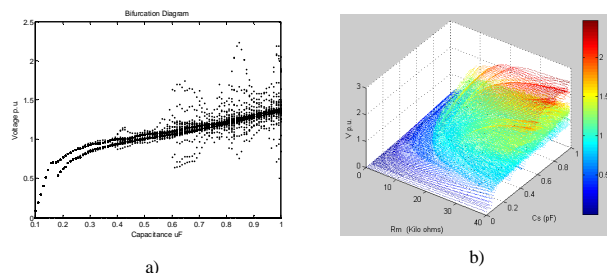 Bifurcation Diagram
2.5
2
1.5
1
0.5
0
Voltage p.u.
0.1 0.2 0.3 0.4 0.5 0.6 0.7 0.8 0.9 1
Capacitance uF
a)
3
2
1
0
V p.u.
0 10 20 30 40
Rm (Kilo ohms)
0 0.2 0.4 0.6 0.8 1
Cs (pF)
2
1.5
1
0.5
b)